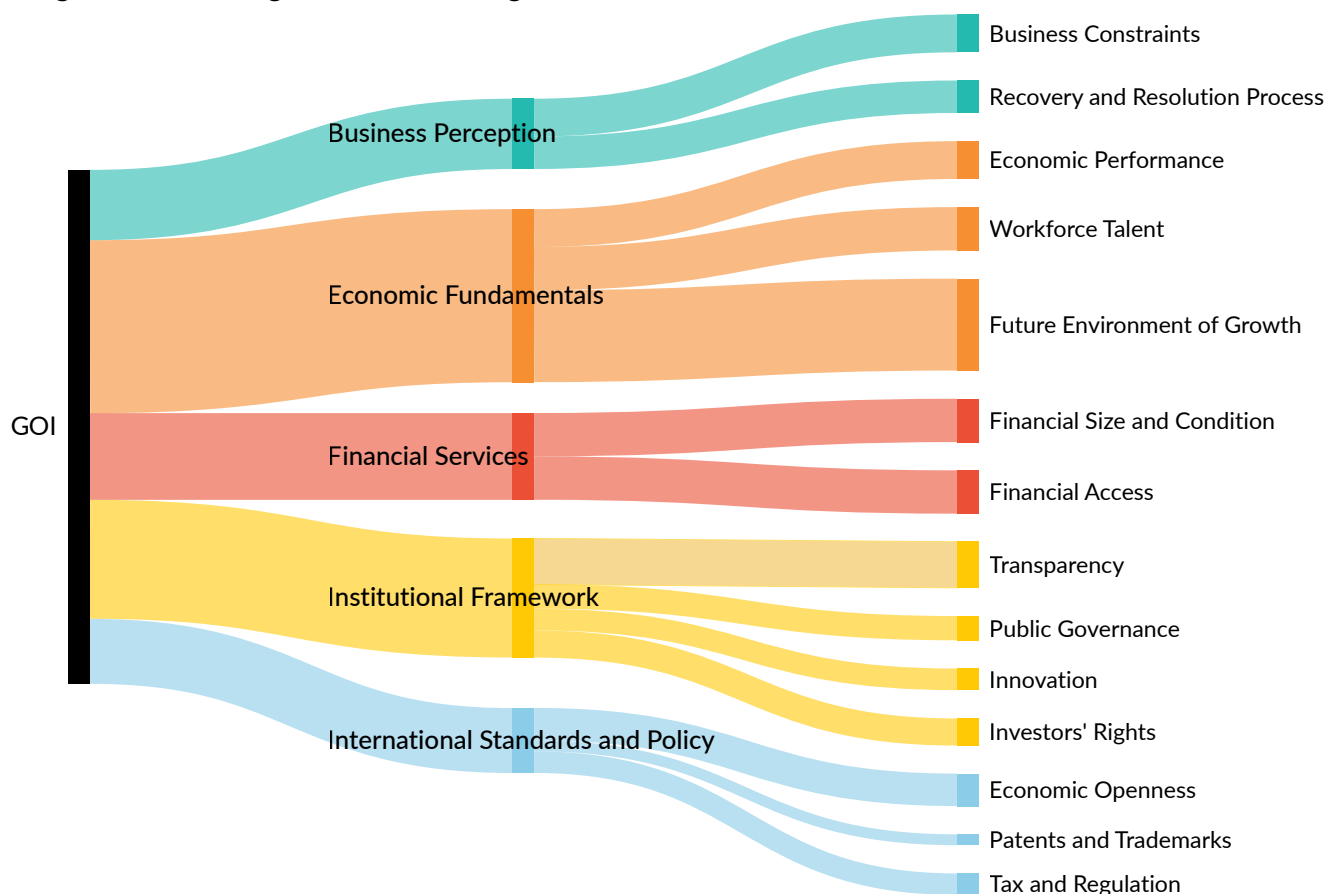 GOI
Business Perception
Economic Fundamentals
Financial Services
Institutional Framework
International Standards and Policy
Business Constraints
Recovery and Resolution Process
Economic Performance
Workforce Talent
Future Environment of Growth
Financial Size and Condition
Financial Access
Transparency
Public Governance
Innovation
Investors' Rights
Economic Openness
Patents and Trademarks
Tax and Regulation